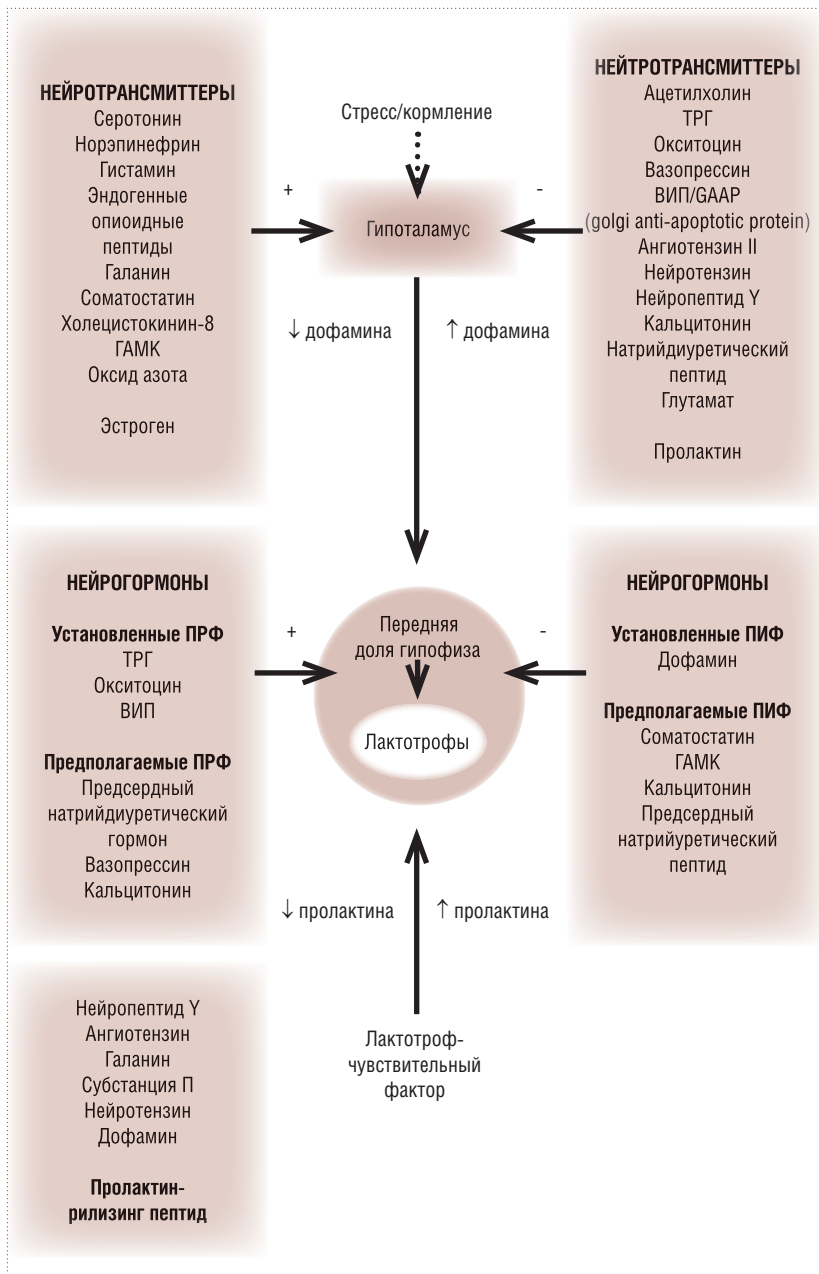 НЕЙРОТРАНСМИТТЕРЫ
Серотонин
Норэпинефрин
Гистамин
Эндогенные
опиоидные
пептиды
Галанин
Соматостатин
Холецистокинин-8
ГАМК
Оксид азота
Эстроген
Стресс/кормление
+
Гипоталамус
-
↓ дофамина
↑ дофамина
НЕЙТРОТРАНСМИТТЕРЫ
Ацетилхолин
ТРГ
Окситоцин
Вазопрессин
ВИП/GAAP
(golgi anti-apoptotic protein)
Ангиотензин II
Нейротензин
Нейропептид Y
Кальцитонин
Натрийдиуретический
пептид
Глутамат
Пролактин
НЕЙРОГОРМОНЫ
Установленные ПРФ
ТРГ
Окситоцин
ВИП
Предполагаемые ПРФ
Предсердный
натрийдиуретический
гормон
Вазопрессин
Кальцитонин
+
Передняя
доля гипофиза
Лактотрофы
-
НЕЙРОГОРМОНЫ
Установленные ПИФ
Дофамин
Предполагаемые ПИФ
Соматостатин
ГАМК
Кальцитонин
Предсердный
натрийуретический
пептид
↓ пролактина
↑ пролактина
Лактотроф-
чувствительный
фактор
Нейропептид Y
Ангиотензин
Галанин
Субстанция П
Нейротензин
Дофамин
Пролактин-
рилизинг пептид